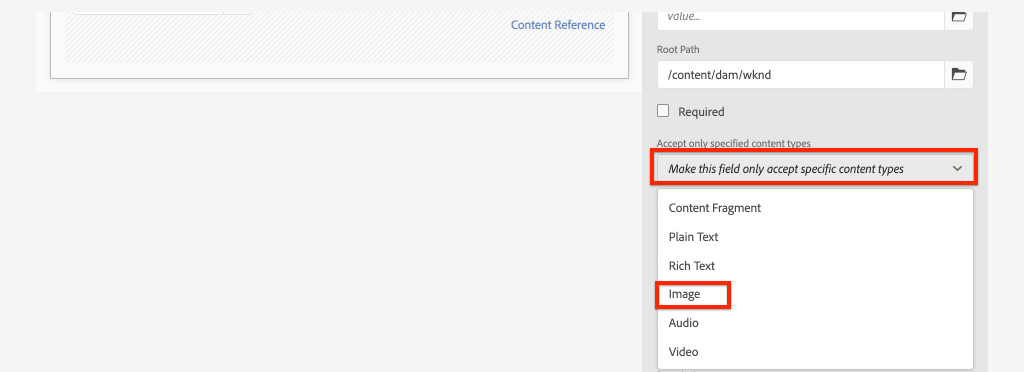 value...
Content Reference
Root Path
/content/dam/wknd
Required
Accept only specified content types
Make this field only accept specific content types
Content Fragment
Plain Text
Rich Text
Image
Audio
Video